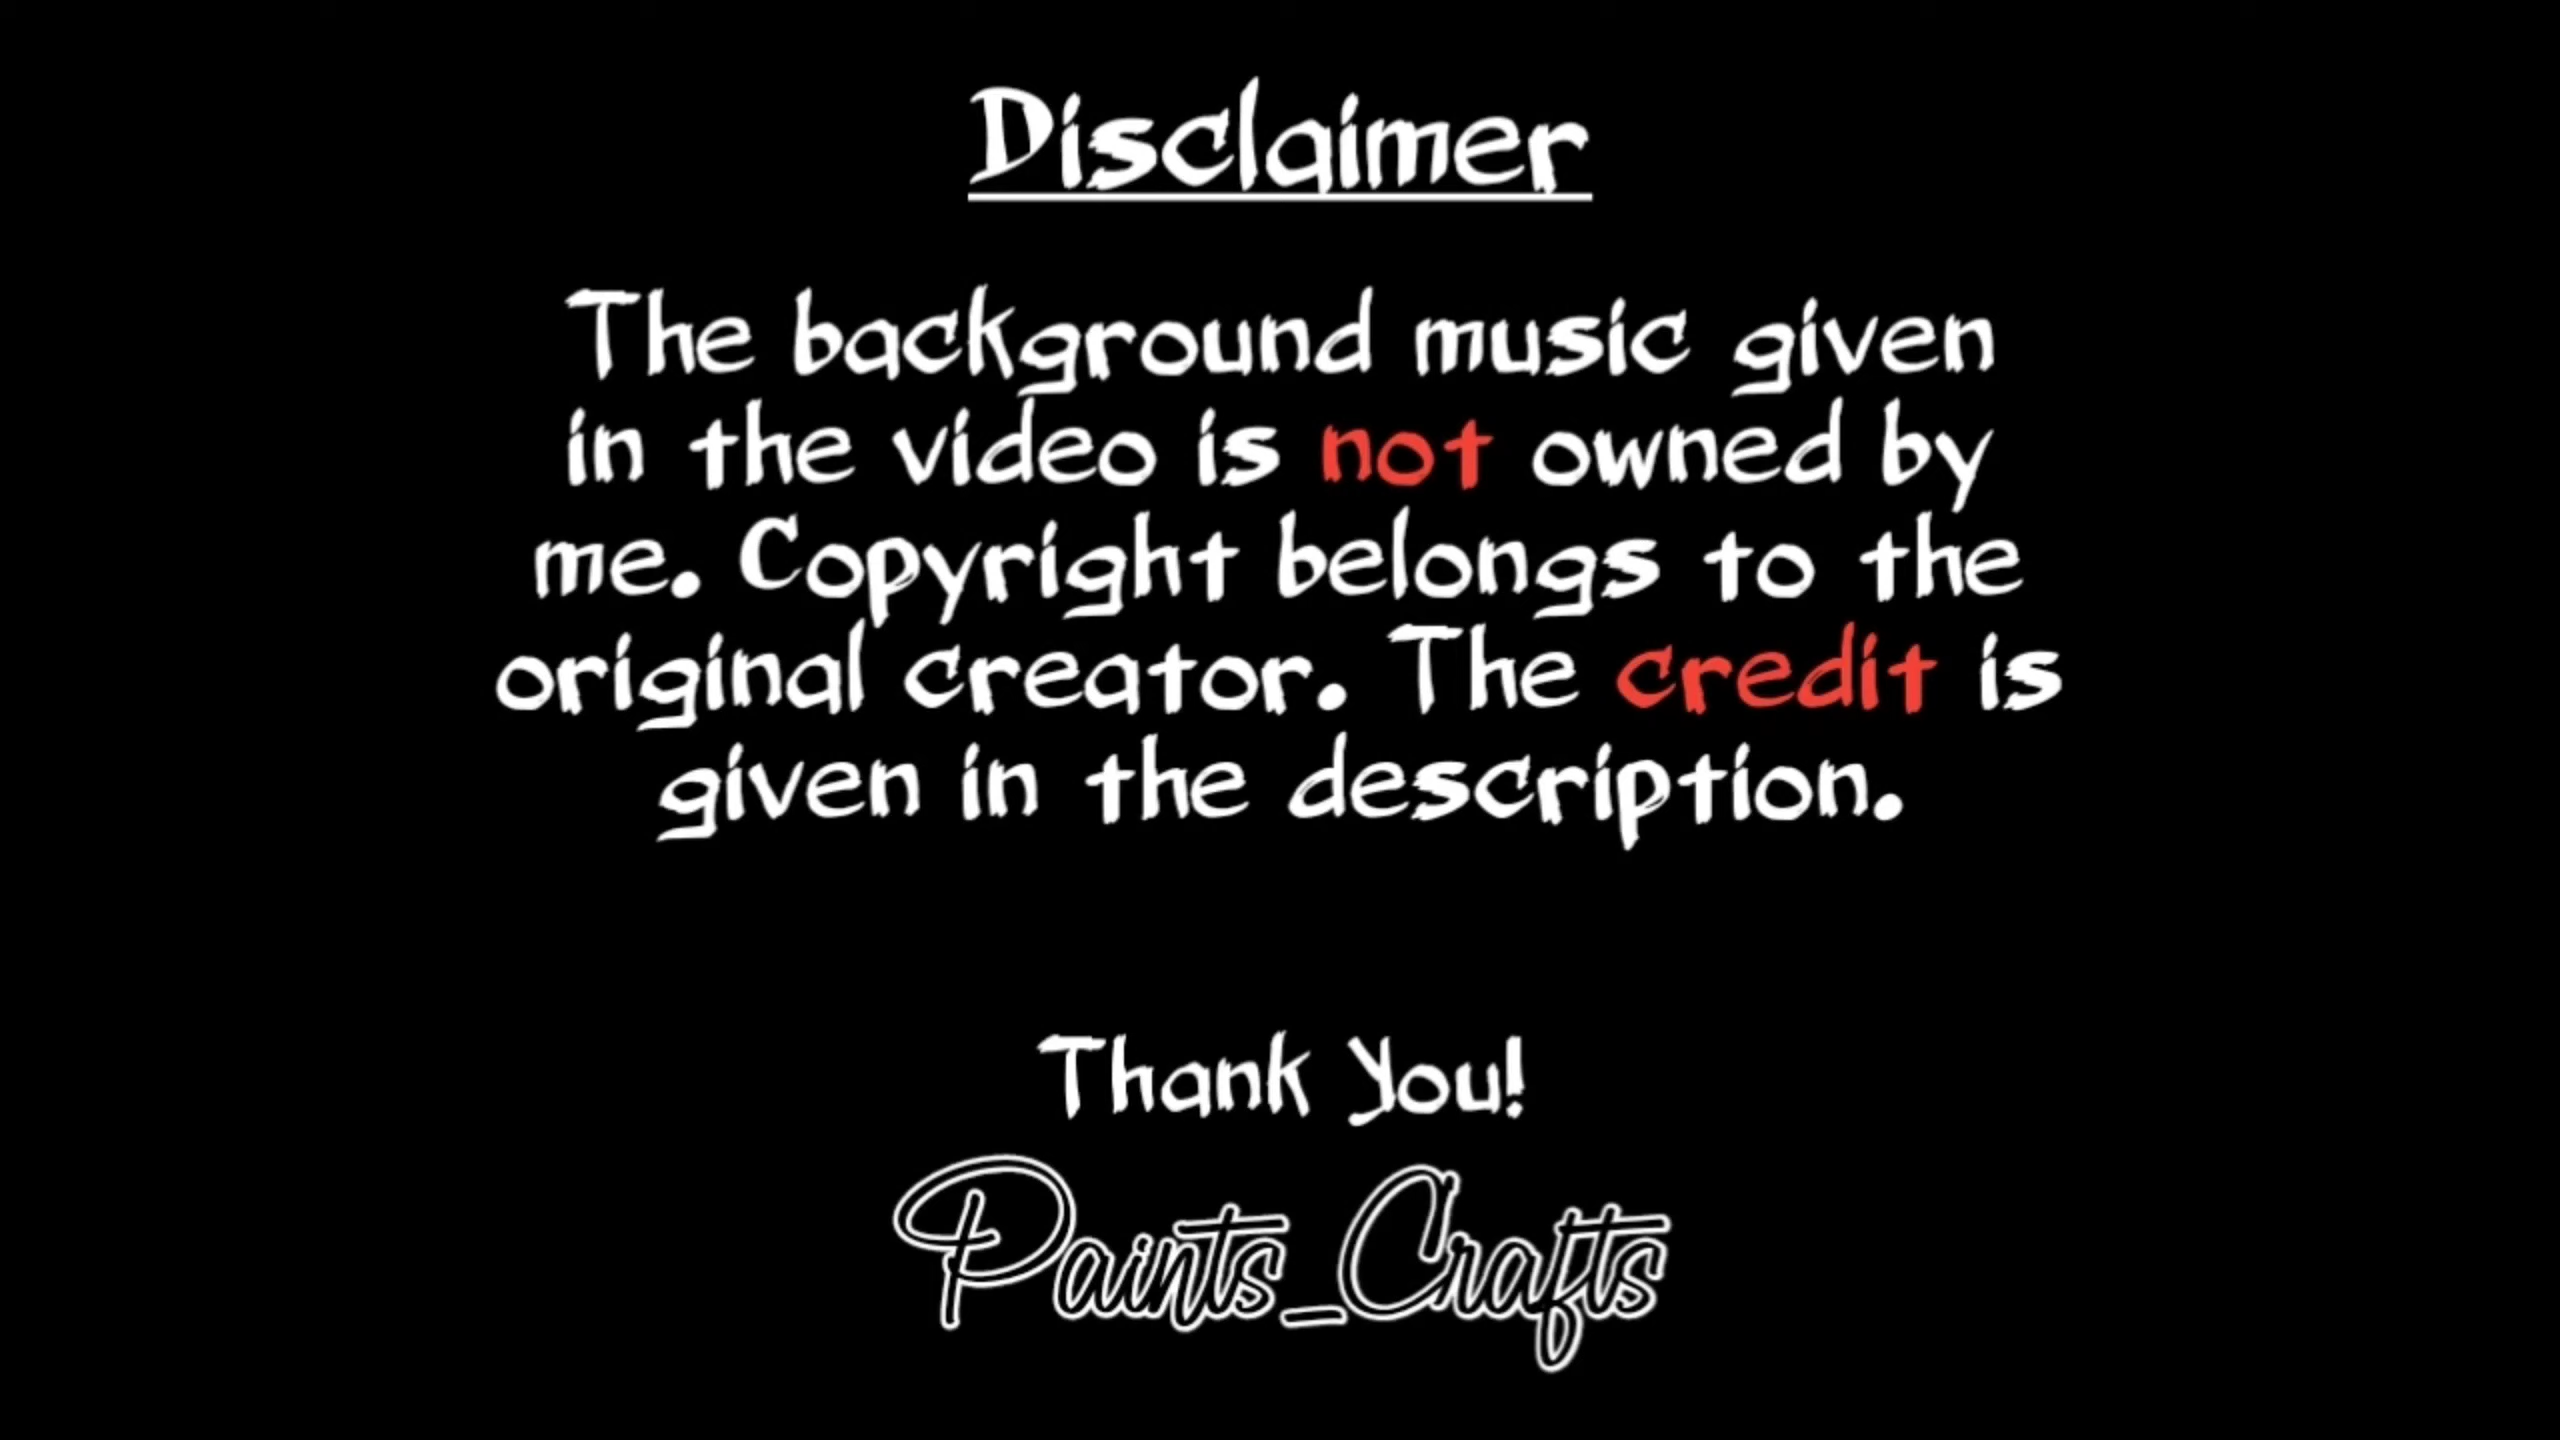 Disclaimer
The background music given
in the video is not owned by
me. Copyright belongs to the
original creator. The credit is
given in the description.
Thank You!
Paints_Crafts